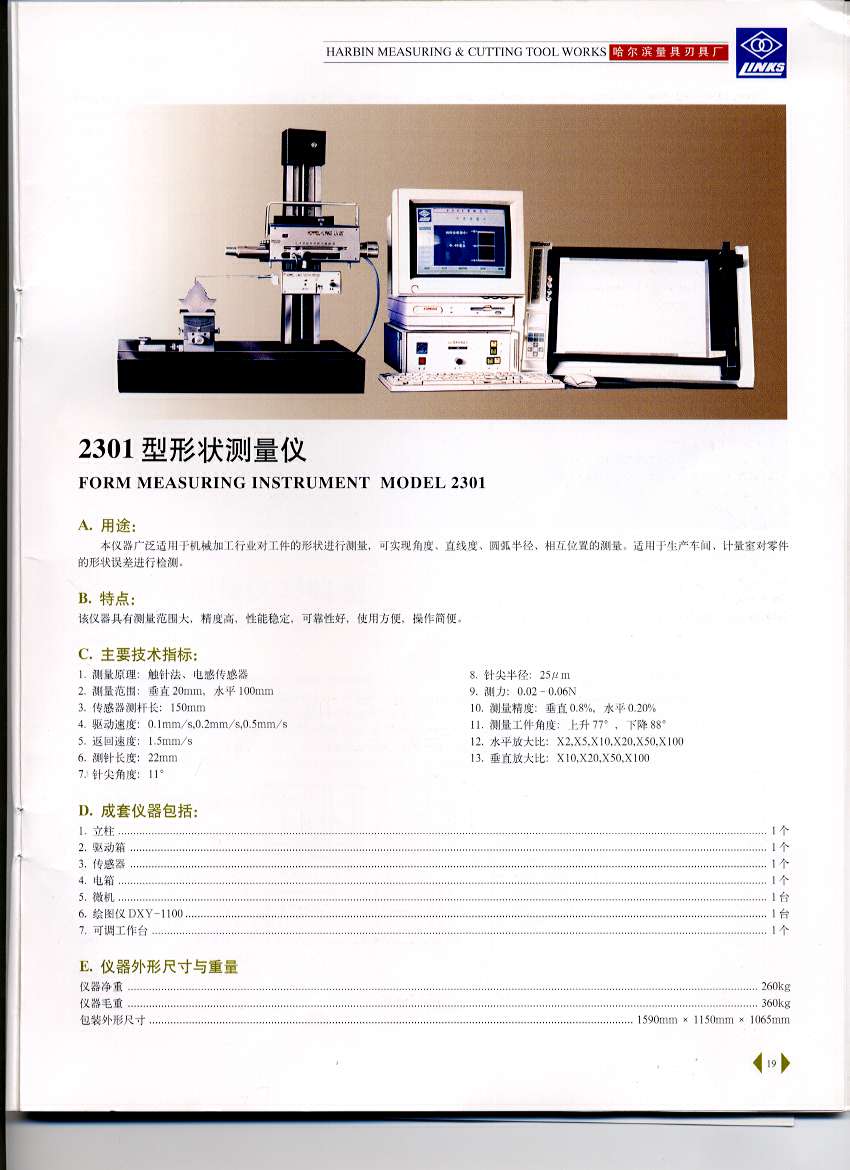 HARBIN MEASURING & CUTTING TOOL WORKS 哈尔滨量具刃具厂
LINKS
2301 型形状测量仪
FORM MEASURING INSTRUMENT MODEL 2301
A. 用途:
本仪器广泛适用于机械加工行业对工件的形状进行测量，可实现角度、直线度、圆弧半径、相互位置的测量。适用于生产车间、计量室对零件
的形状误差进行检测。
B. 特点:
该仪器具有测量范围大，精度高，性能稳定，可靠性好，使用方便，操作简便。
C. 主要技术指标:
1. 测量原理：触针法、电感传感器
2. 测量范围：垂直20mm，水平100mm
3. 传感器测杆长：150mm
4. 驱动速度：0.1mm/s,0.2mm/s,0.5mm/s
5. 返回速度：1.5mm/s
6. 测针长度：22mm
7. 针尖角度：11°
8. 针尖半径：25μm
9. 测力：0.02-0.06N
10. 测量精度：垂直0.8%，水平0.20%
11. 测量工件角度：上升77°，下降88°
12. 水平放大比：X2,X5,X10,X20,X50,X100
13. 垂直放大比：X10,X20,X50,X100
D. 成套仪器包括:
1. 立柱 1个
2. 驱动箱 1个
3. 传感器 1个
4. 电箱 1个
5. 微机 1台
6. 绘图仪DXY-1100 1台
7. 可调工作台 1个
E. 仪器外形尺寸与重量
仪器净重 260kg
仪器毛重 360kg
包装外形尺寸 1590mm × 1150mm × 1065mm
19